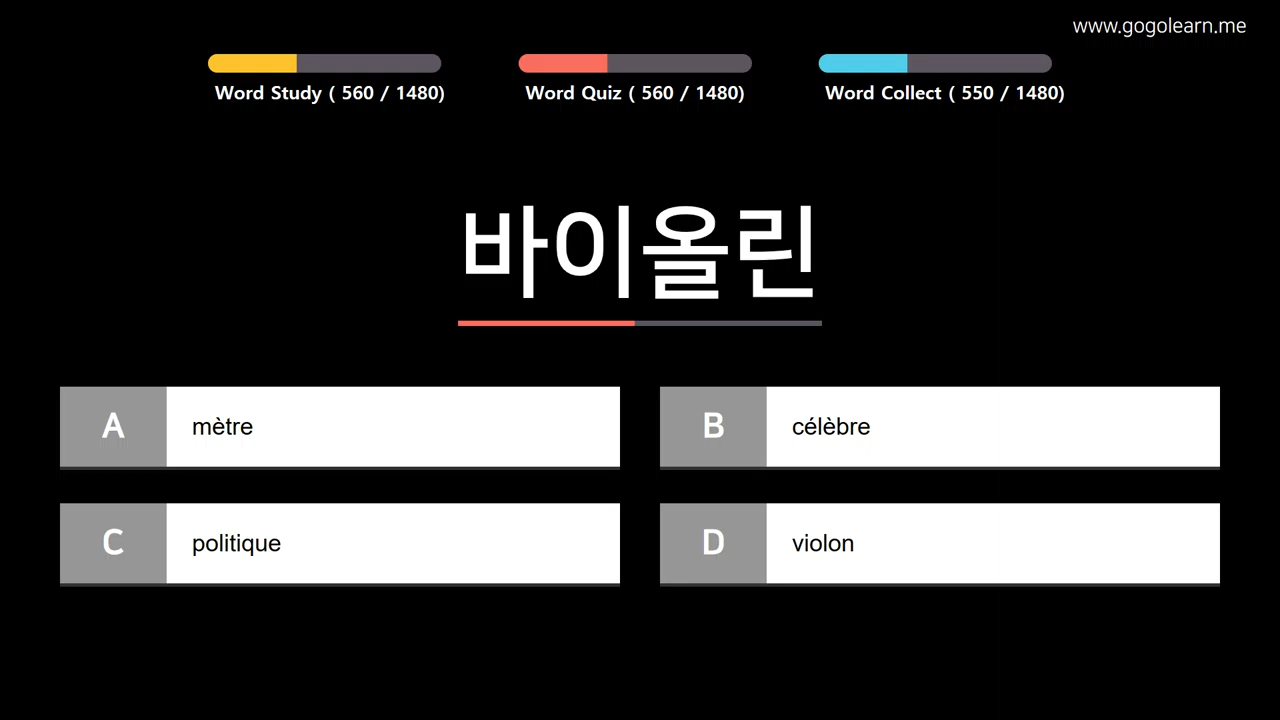 www.gogolearn.me
Word Study ( 560 / 1480)
Word Quiz ( 560 / 1480)
Word Collect ( 550 / 1480)
바이올린
A mètre
B célèbre
C politique
D violon